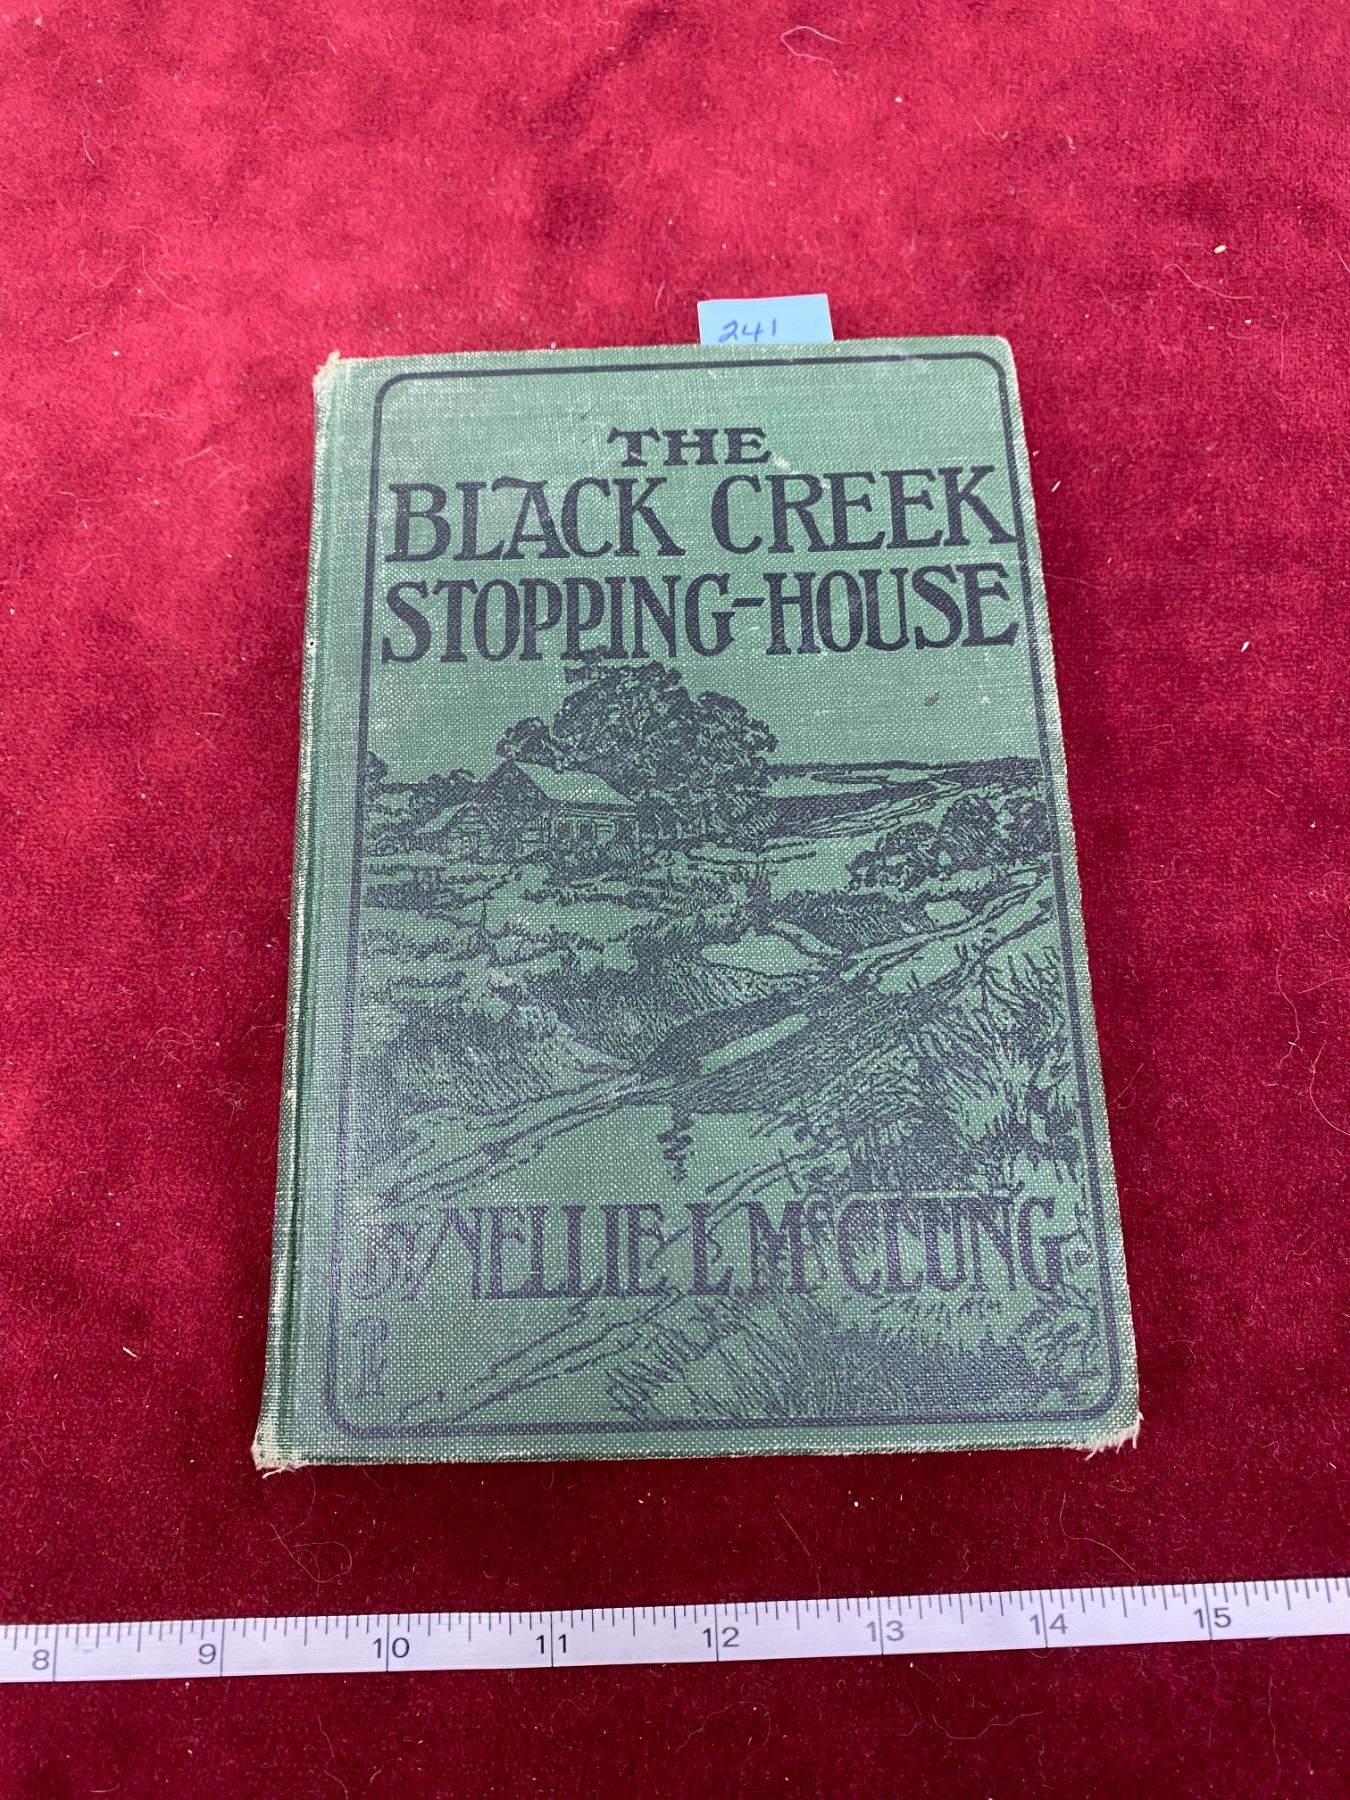 241
THE
BLACK CREEK
STOPPING-HOUSE
BY NELLIE L. McCLUNG
8 9 10 11 12 13 14 15